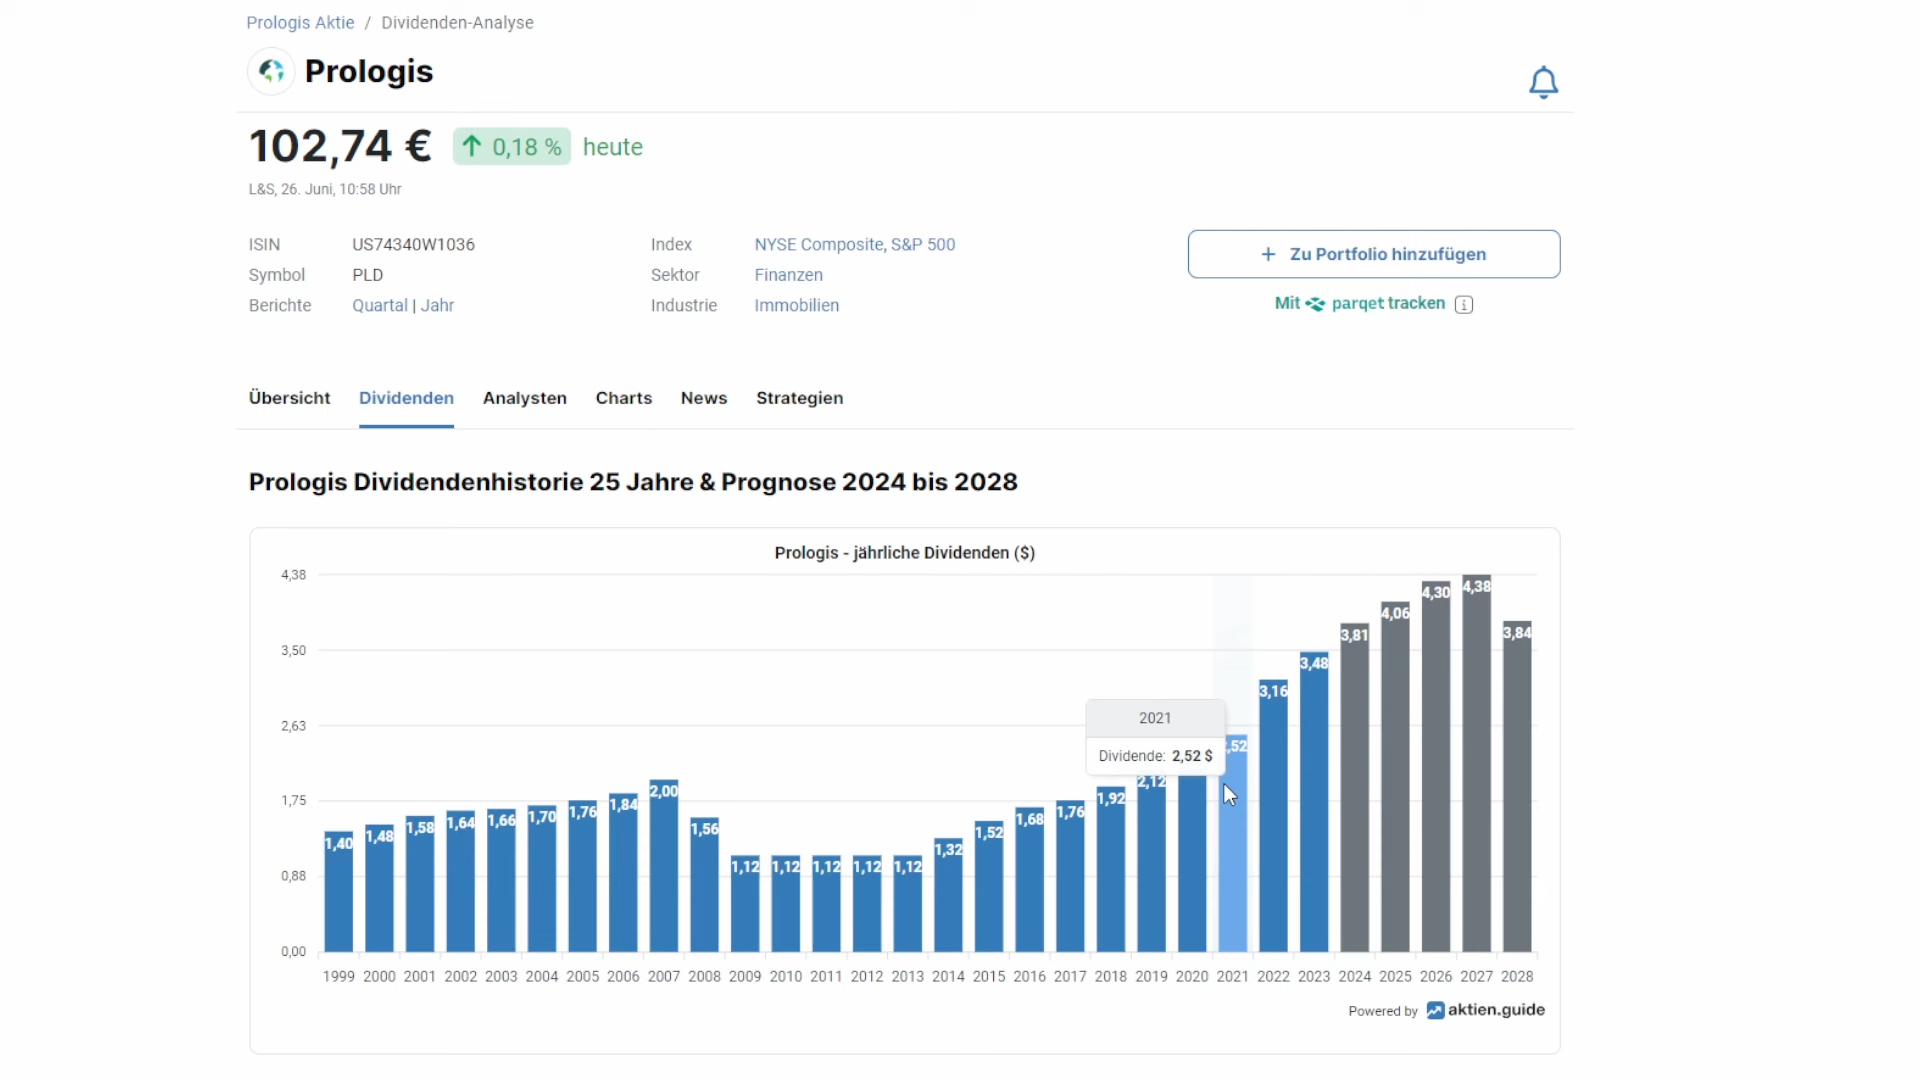 Prologis Aktie / Dividenden-Analyse
Prologis
102,74 € 0,18 % heute
L&S, 26. Juni, 10:58 Uhr
ISIN US74340W1036 Index NYSE Composite, S&P 500
Symbol PLD Sektor Finanzen
Berichte Quartal | Jahr Industrie Immobilien
+ Zu Portfolio hinzufügen
Mit parqet tracken i
Übersicht Dividenden Analysten Charts News Strategien
Prologis Dividendenhistorie 25 Jahre & Prognose 2024 bis 2028
Prologis - jährliche Dividenden ($)
4,38
3,50
2,63
1,75
0,88
0,00
1,40 1,48 1,58 1,64 1,66 1,70 1,76 1,84 2,00 1,56 1,12 1,12 1,12 1,12 1,12 1,32 1,52 1,68 1,76 1,92 2,12 ,52 3,16 3,48 3,81 4,06 4,30 4,38 3,84
2021
Dividende: 2,52 $
1999 2000 2001 2002 2003 2004 2005 2006 2007 2008 2009 2010 2011 2012 2013 2014 2015 2016 2017 2018 2019 2020 2021 2022 2023 2024 2025 2026 2027 2028
Powered by aktien.guide